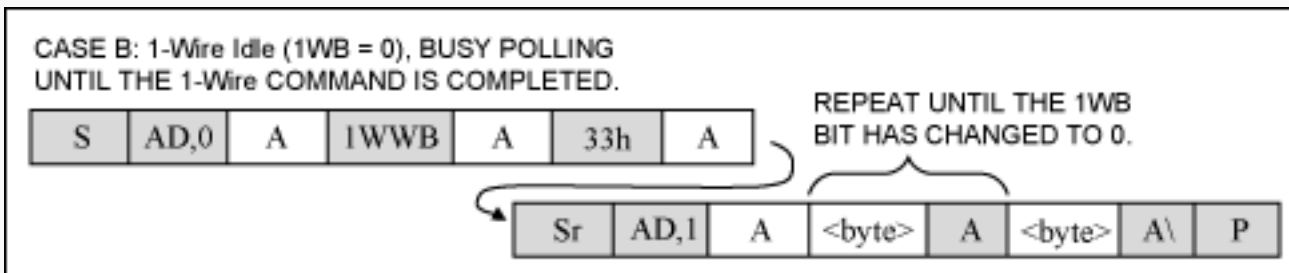 CASE B: 1-Wire Idle (1WB = 0), BUSY POLLING
UNTIL THE 1-Wire COMMAND IS COMPLETED.
S AD,0 A 1WWB A 33h A
REPEAT UNTIL THE 1WB
BIT HAS CHANGED TO 0.
Sr AD,1 A <byte> A <byte> A\ P